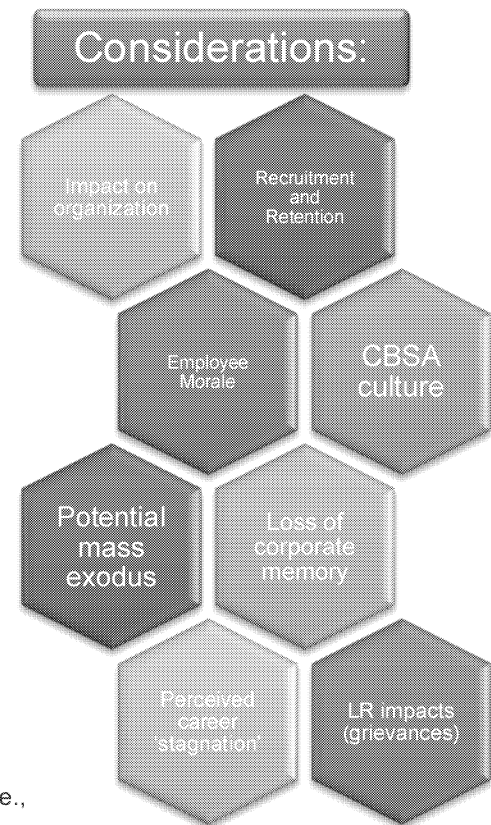 Considerations:
Impact on
organization
Recruitment
and
Retention
Employee
Morale
CBSA
culture
Potential
mass
exodus
Loss of
corporate
memory
Perceived
career
'stagnation'
LR impacts
(grievances)
e.,